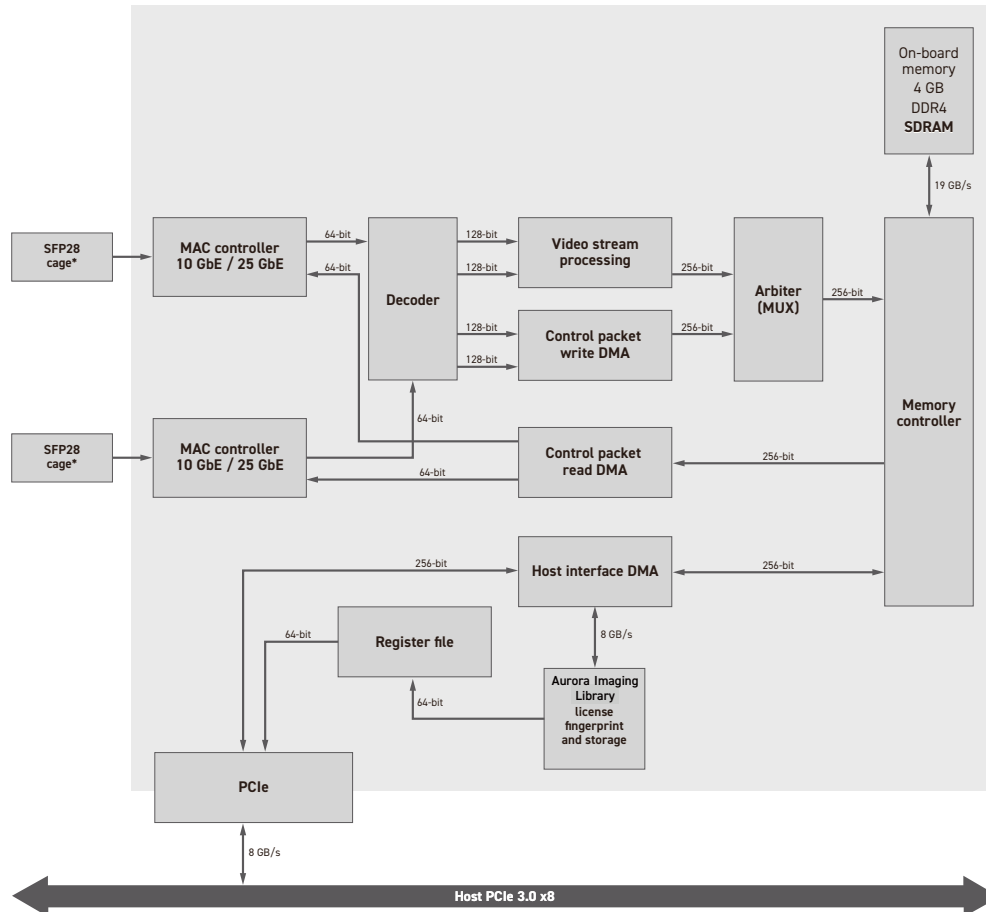 On-board
memory
4 GB
DDR4
SDRAM
19 GB/s
SFP28
cage*
MAC controller
10 GbE / 25 GbE
64-bit
64-bit
Decoder
128-bit
128-bit
128-bit
128-bit
Video stream
processing
Control packet
write DMA
256-bit
256-bit
Arbiter
(MUX)
256-bit
Memory
controller
SFP28
cage*
MAC controller
10 GbE / 25 GbE
64-bit
64-bit
Control packet
read DMA
256-bit
256-bit
Host interface DMA
256-bit
8 GB/s
64-bit
Register file
64-bit
Aurora Imaging
Library
license
fingerprint
and storage
PCIe
8 GB/s
Host PCIe 3.0 x8